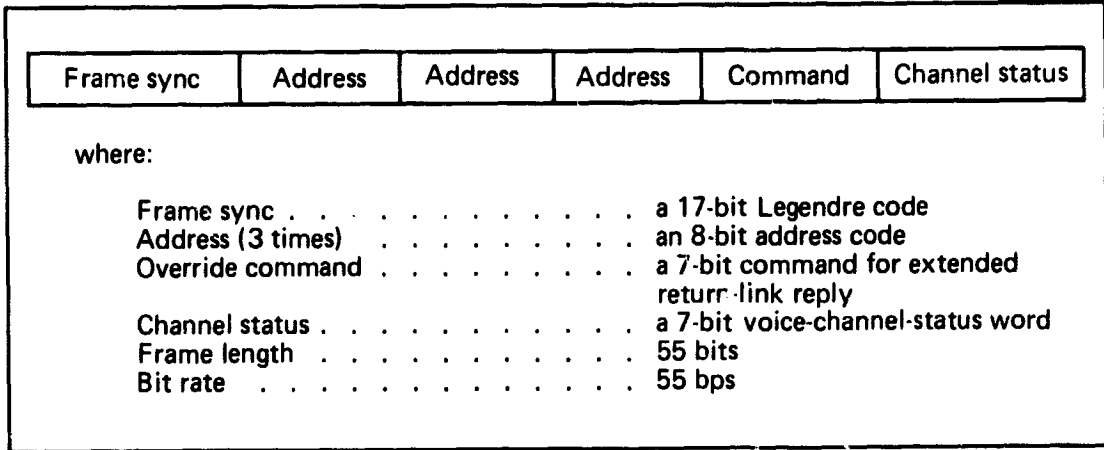 Frame sync Address Address Address Command Channel status
where:
Frame sync . . . . . . . . . . . . a 17-bit Legendre code
Address (3 times) . . . . . . . . . an 8-bit address code
Override command . . . . . . . . . a 7-bit command for extended
return-link reply
Channel status . . . . . . . . . . . a 7-bit voice-channel-status word
Frame length . . . . . . . . . . . 55 bits
Bit rate . . . . . . . . . . . . . 55 bps